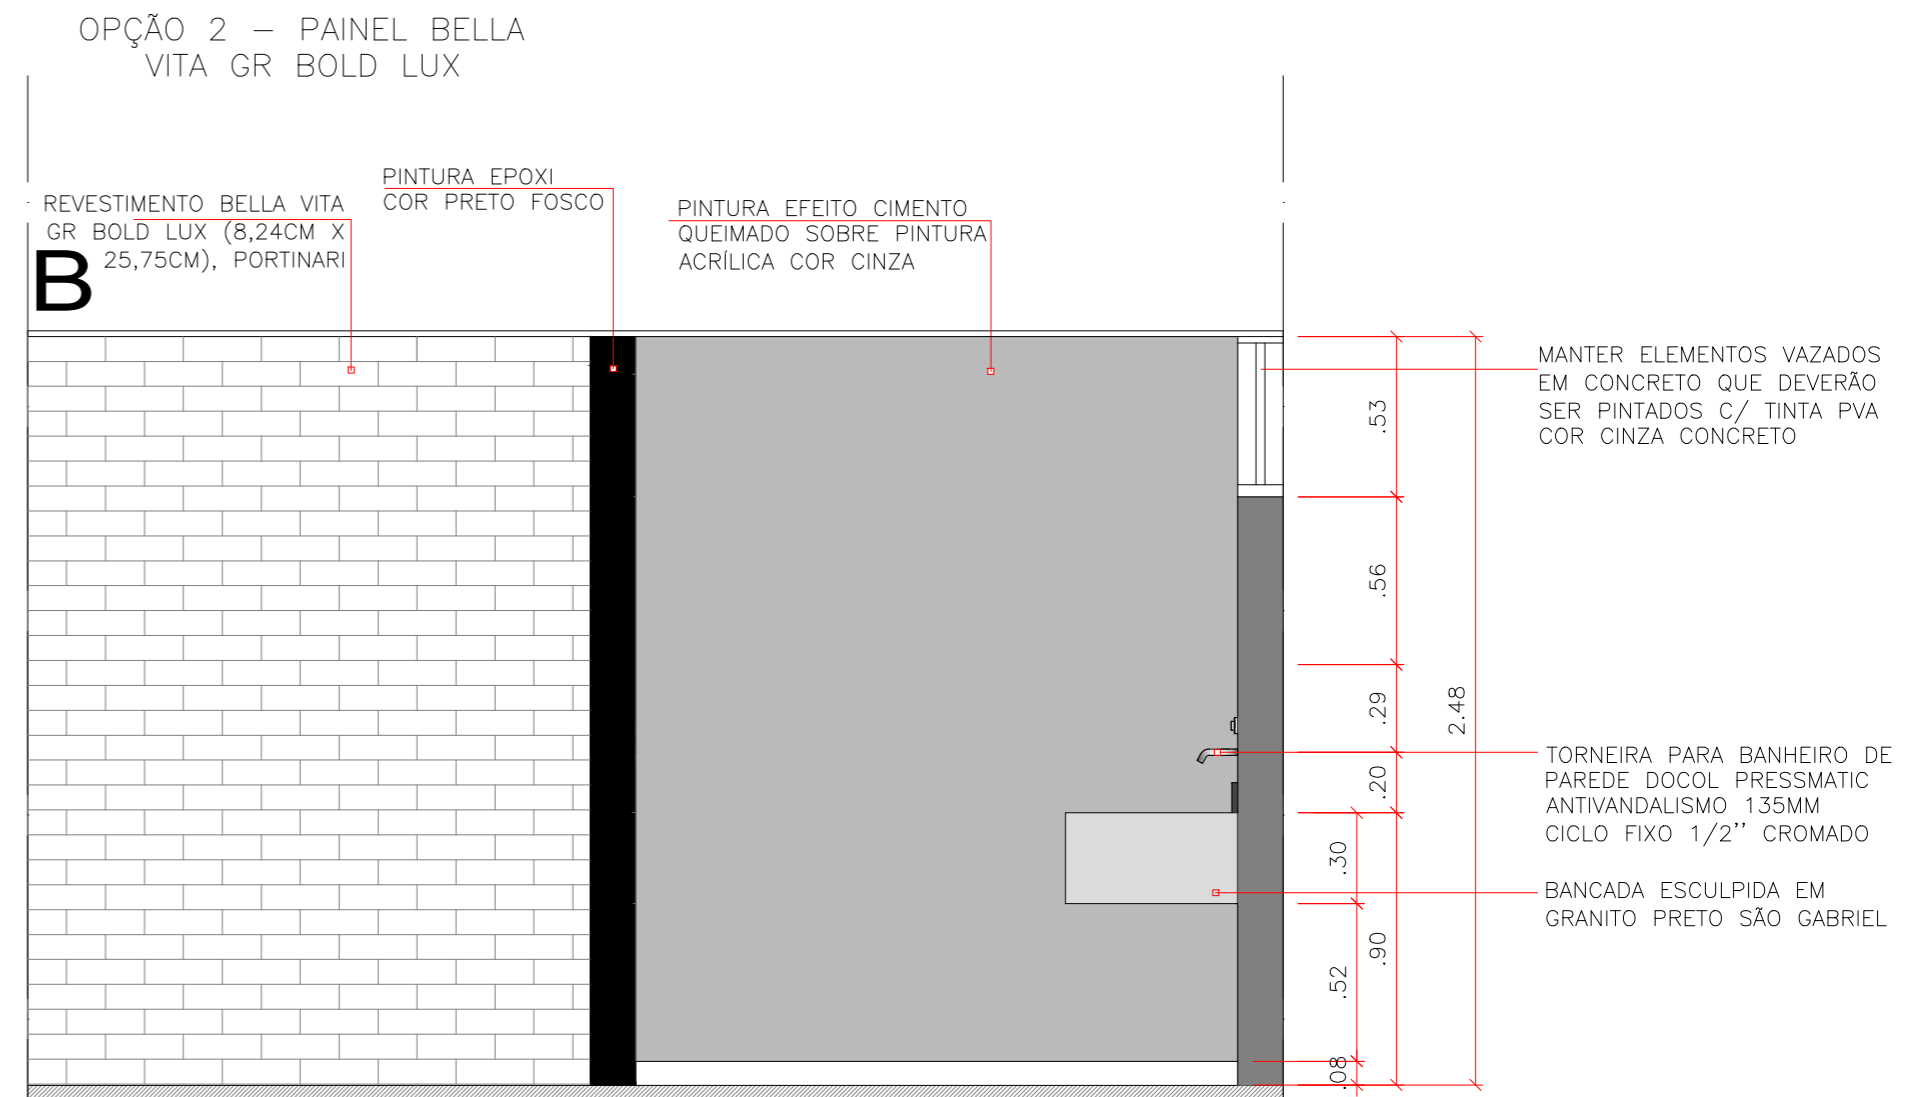 OPÇÃO 2 – PAINEL BELLA
VITA GR BOLD LUX
REVESTIMENTO BELLA VITA
GR BOLD LUX (8,24CM X
25,75CM), PORTINARI
B
PINTURA EPOXI
COR PRETO FOSCO
PINTURA EFEITO CIMENTO
QUEIMADO SOBRE PINTURA
ACRÍLICA COR CINZA
MANTER ELEMENTOS VAZADOS
EM CONCRETO QUE DEVERÃO
SER PINTADOS C/ TINTA PVA
COR CINZA CONCRETO
.53
.56
.29
2.48
.20
TORNEIRA PARA BANHEIRO DE
PAREDE DOCOL PRESSMATIC
ANTIVANDALISMO 135MM
CICLO FIXO 1/2'' CROMADO
.30
BANCADA ESCULPIDA EM
GRANITO PRETO SÃO GABRIEL
.90
.52
.08